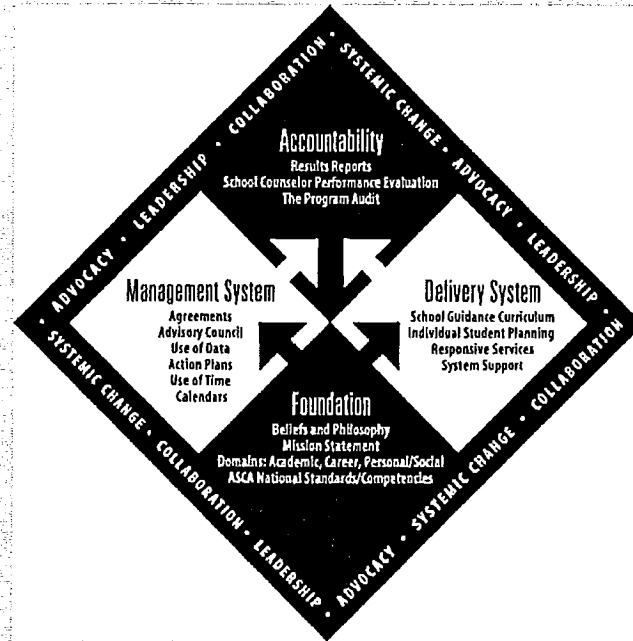 ADVOCACY • LEADERSHIP • COLLABORATION •
SYSTEMIC CHANGE • ADVOCACY • LEADERSHIP •
Accountability
Results Reports
School Counselor Performance Evaluation
The Program Audit
Management System
Agreements
Advisory Council
Use of Data
Action Plans
Use of Time
Calendars
Delivery System
School Guidance Curriculum
Individual Student Planning
Responsive Services
System Support
Foundation
Beliefs and Philosophy
Mission Statement
Domains: Academic, Career, Personal/Social
ASCA National Standards/Competencies
SYSTEMIC CHANGE • COLLABORATION • LEADERSHIP •
ADVOCACY • SYSTEMIC CHANGE • COLLABORATION